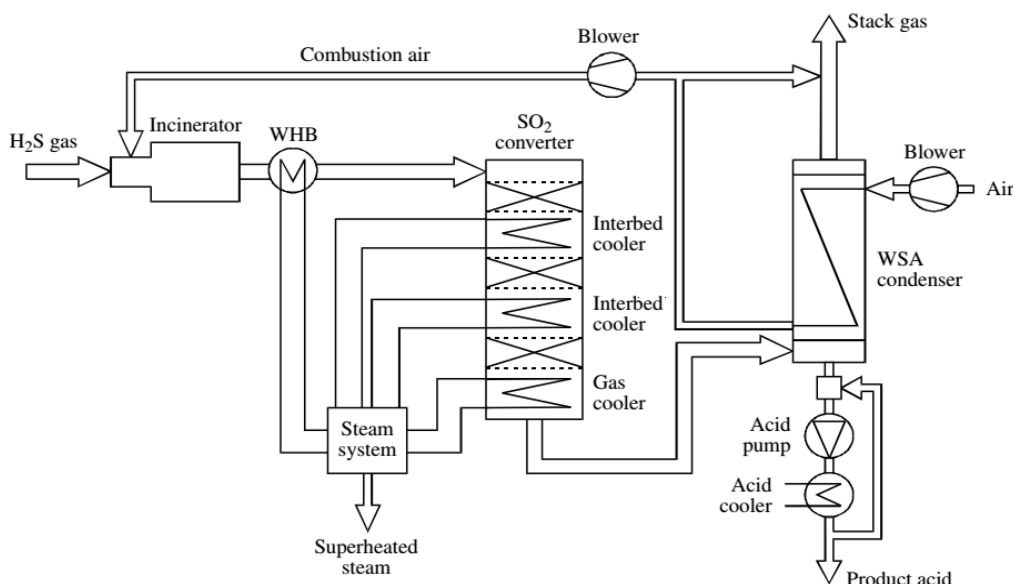 Stack gas
Blower
Combustion air
SO₂
converter
Incinerator
WHB
H₂S gas
Blower
Air
Interbed
cooler
WSA
condenser
Interbed
cooler
Gas
cooler
Steam
system
Acid
pump
Acid
cooler
Superheated
steam
Product acid